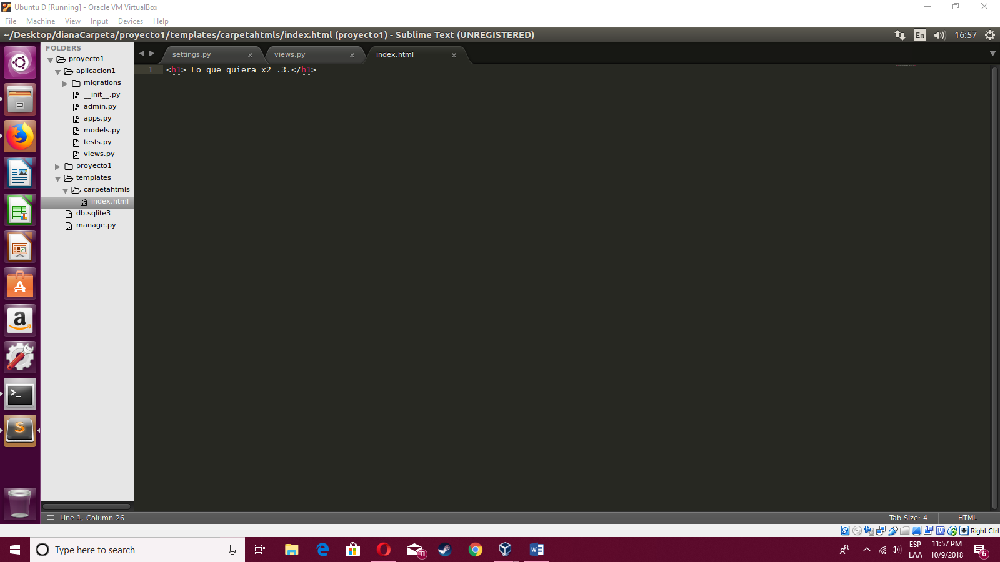 Ubuntu D [Running] - Oracle VM VirtualBox
File Machine View Input Devices Help
~/Desktop/dianaCarpeta/proyecto1/templates/carpetahtmls/index.html (proyecto1) - Sublime Text (UNREGISTERED)
En 16:57
FOLDERS
proyecto1
aplicacion1
migrations
__init__.py
admin.py
apps.py
models.py
tests.py
views.py
proyecto1
templates
carpetahtmls
index.html
db.sqlite3
manage.py
settings.py × views.py × index.html ×
1 <h1> Lo que quiera x2 .3.</h1>
Line 1, Column 26
Tab Size: 4 HTML
Right Ctrl
Type here to search
11
ESP
LAA
11:57 PM
10/9/2018
6